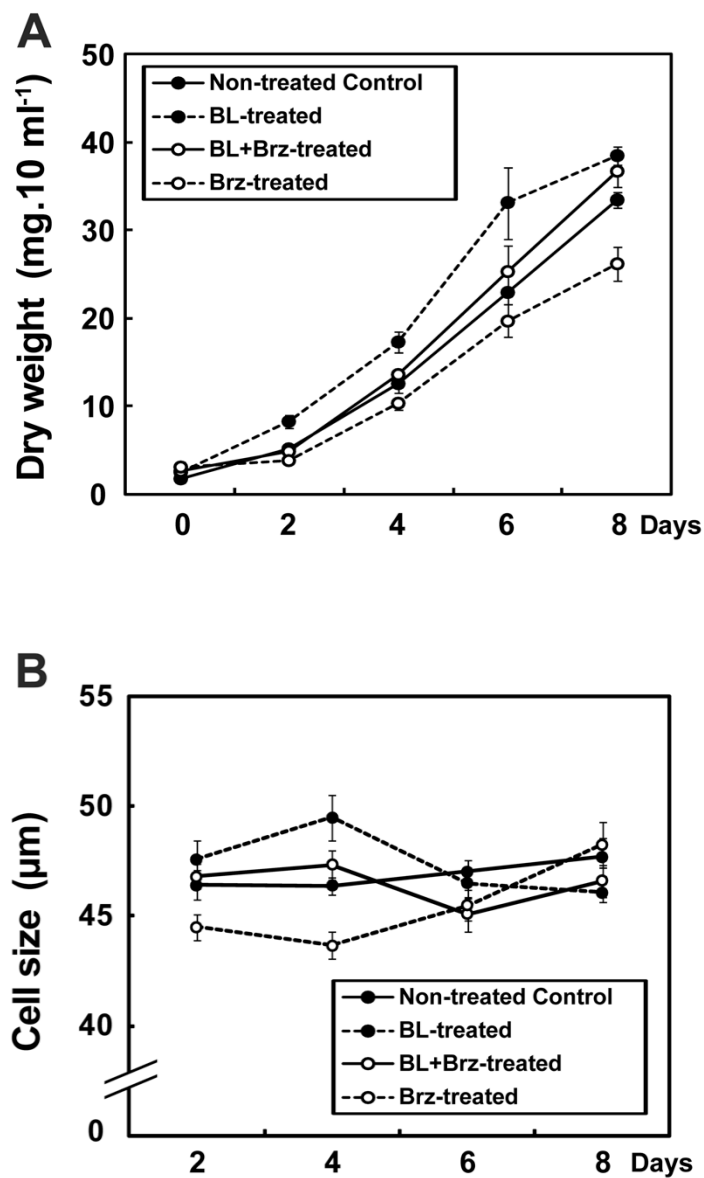 A
Dry weight (mg.10 ml⁻¹)
50
40
30
20
10
0
Non-treated Control
BL-treated
BL+Brz-treated
Brz-treated
0 2 4 6 8 Days
B
Cell size (µm)
55
50
45
40
0
Non-treated Control
BL-treated
BL+Brz-treated
Brz-treated
2 4 6 8 Days